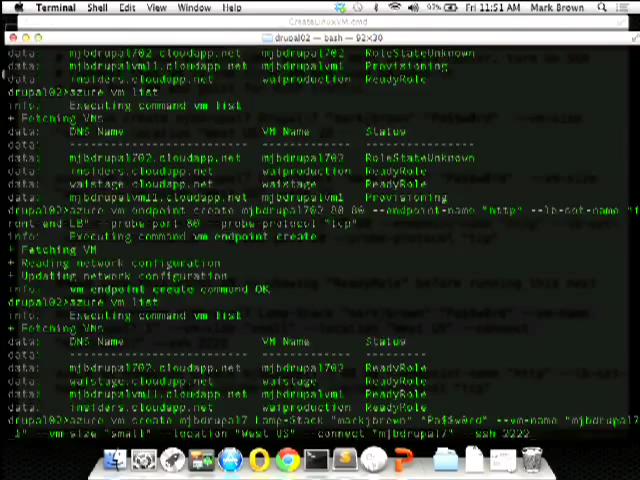 Terminal Shell Edit View Window Help 97% Fri 11:51 AM Mark Brown
CreateLinuxVM.cmd
drupal02 — bash — 92×30
data: mjbdrupal702.cloudapp.net mjbdrupal702 RoleStateUnknown
data: mjbdrupalvm11.cloudapp.net mjbdrupalvm1 Provisioning
data: insiders.cloudapp.net waiproduction ReadyRole
drupal02>azure vm list
info: Executing command vm list
+ Fetching VMs
data: DNS Name VM Name Status
data: mjbdrupal702.cloudapp.net mjbdrupal702 RoleStateUnknown
data: insiders.cloudapp.net waiproduction ReadyRole
data: waistage.cloudapp.net waistage ReadyRole
data: mjbdrupalvm11.cloudapp.net mjbdrupalvm1 Provisioning
drupal02>azure vm endpoint create mjbdrupal702 80 80 --endpoint-name "http" --lb-set-name "f
ront end LB" --probe port 80 --probe protocol "tcp"
info: Executing command vm endpoint create
+ Fetching VM
+ Reading network configuration
+ Updating network configuration
info: vm endpoint create command OK
drupal02>azure vm list
info: Executing command vm list
+ Fetching VMs
data: DNS Name VM Name Status
data: mjbdrupal702.cloudapp.net mjbdrupal702 ReadyRole
data: waistage.cloudapp.net waistage ReadyRole
data: mjbdrupalvm11.cloudapp.net mjbdrupalvm1 ReadyRole
data: insiders.cloudapp.net waiproduction ReadyRole
drupal02>azure vm create mjbdrupal7 Lamp-Stack "markjbrown" "Pa$$w0rd" --vm-name "mjbdrupal7
1" --vm-size "small" --location "West US" --connect "mjbdrupal7" --ssh 2222